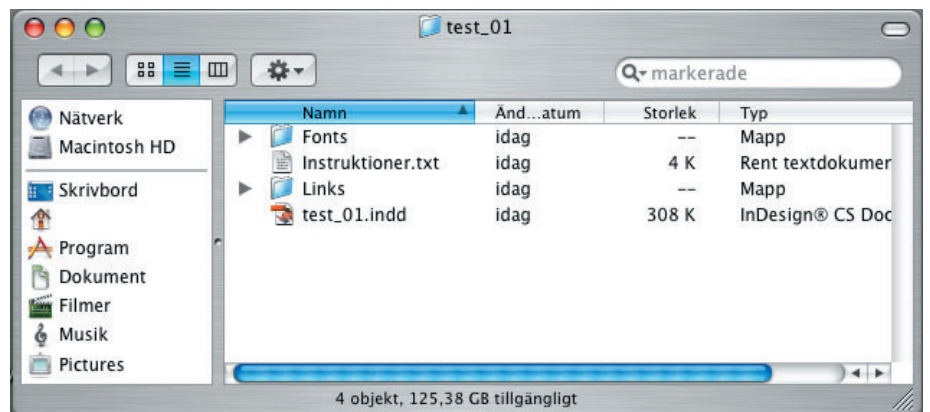 test_01
markerade
Nätverk
Macintosh HD
Skrivbord
Program
Dokument
Filmer
Musik
Pictures
Namn Änd...atum Storlek Typ
Fonts idag -- Mapp
Instruktioner.txt idag 4 K Rent textdokumer
Links idag -- Mapp
test_01.indd idag 308 K InDesign® CS Doc
4 objekt, 125,38 GB tillgängligt